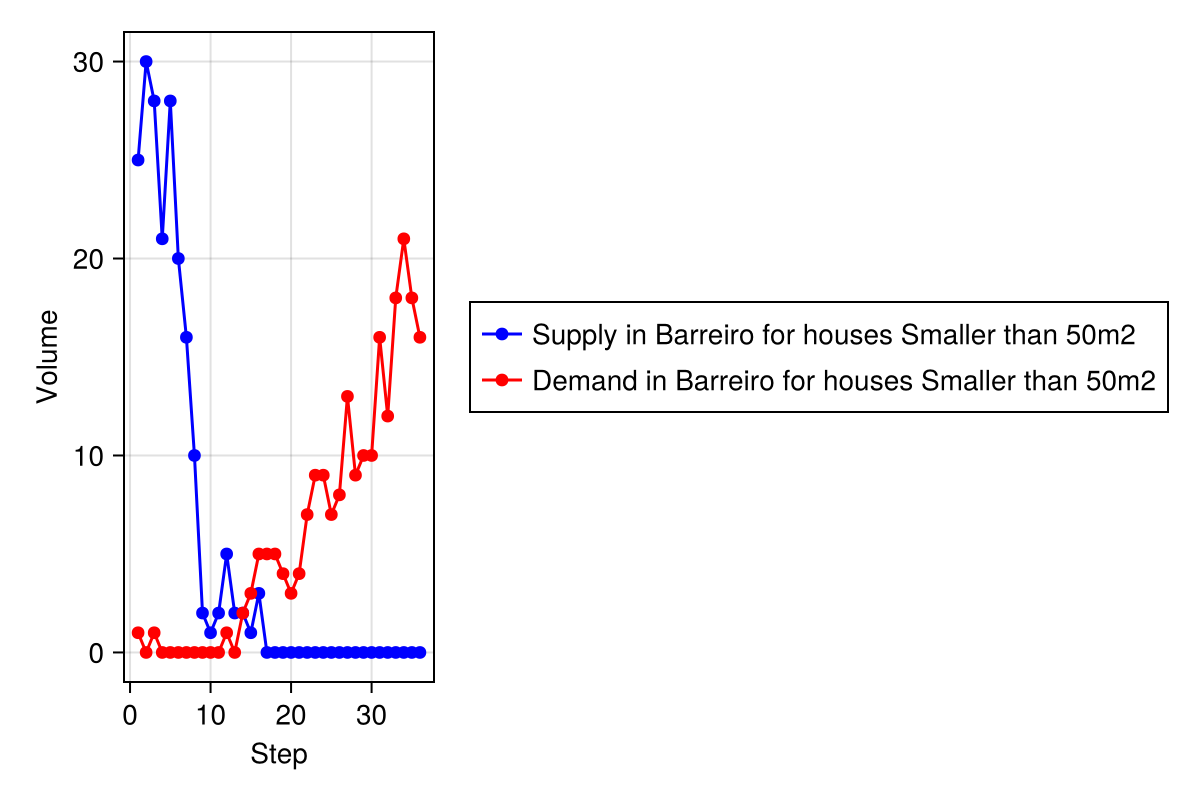 30
20
10
0
Volume
0 10 20 30
Step
Supply in Barreiro for houses Smaller than 50m2
Demand in Barreiro for houses Smaller than 50m2